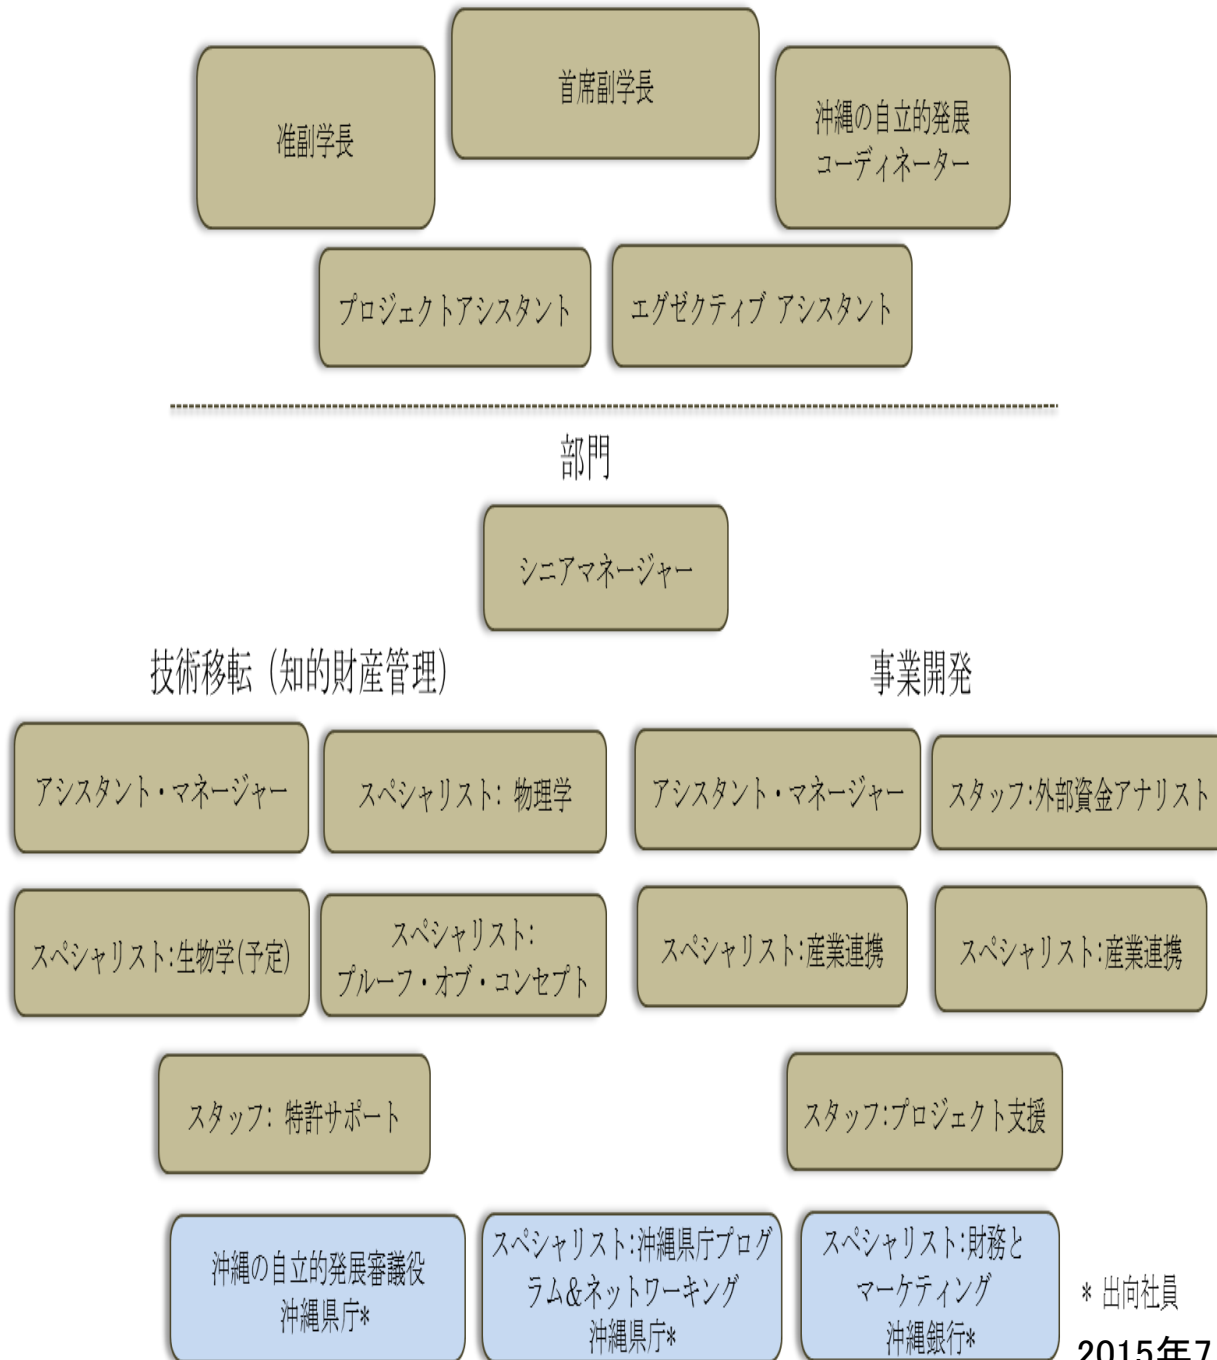 首席副学長
准副学長
沖縄の自立的発展
コーディネーター
プロジェクトアシスタント
エグゼクティブ アシスタント
部門
シニアマネージャー
技術移転（知的財産管理）
事業開発
アシスタント・マネージャー
スペシャリスト: 物理学
アシスタント・マネージャー
スタッフ:外部資金アナリスト
スペシャリスト:生物学(予定)
スペシャリスト:
プルーフ・オブ・コンセプト
スペシャリスト:産業連携
スペシャリスト:産業連携
スタッフ: 特許サポート
スタッフ:プロジェクト支援
沖縄の自立的発展審議役
沖縄県庁*
スペシャリスト:沖縄県庁プログ
ラム&ネットワーキング
沖縄県庁*
スペシャリスト:財務と
マーケティング
沖縄銀行*
* 出向社員
2015年7